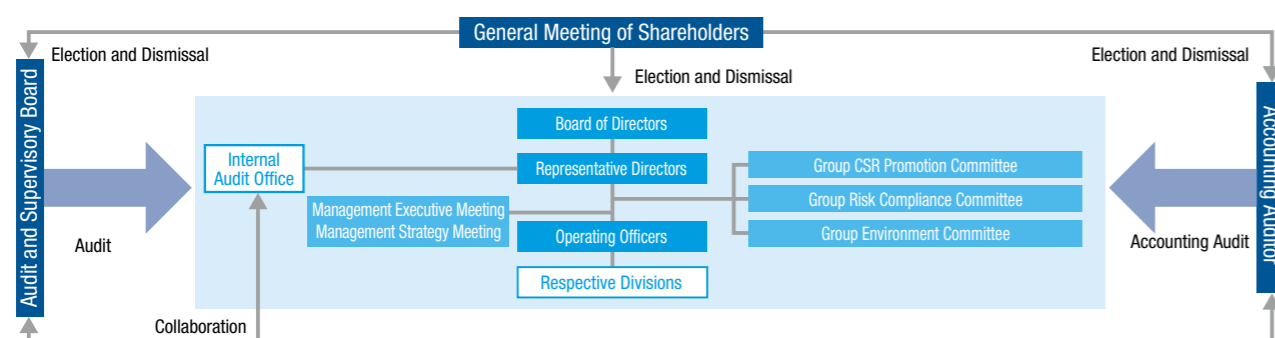 General Meeting of Shareholders
Election and Dismissal
Election and Dismissal
Election and Dismissal
Audit and Supervisory Board
Accounting Auditor
Board of Directors
Internal
Audit Office
Representative Directors
Group CSR Promotion Committee
Group Risk Compliance Committee
Management Executive Meeting
Management Strategy Meeting
Operating Officers
Group Environment Committee
Audit
Accounting Audit
Respective Divisions
Collaboration